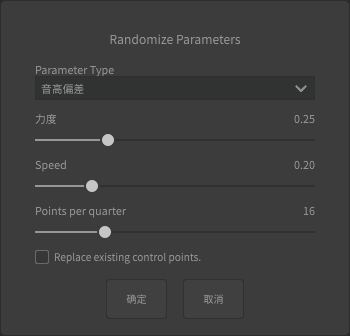 Randomize Parameters
Parameter Type
音高偏差
力度 0.25
Speed 0.20
Points per quarter 16
Replace existing control points.
确定 取消